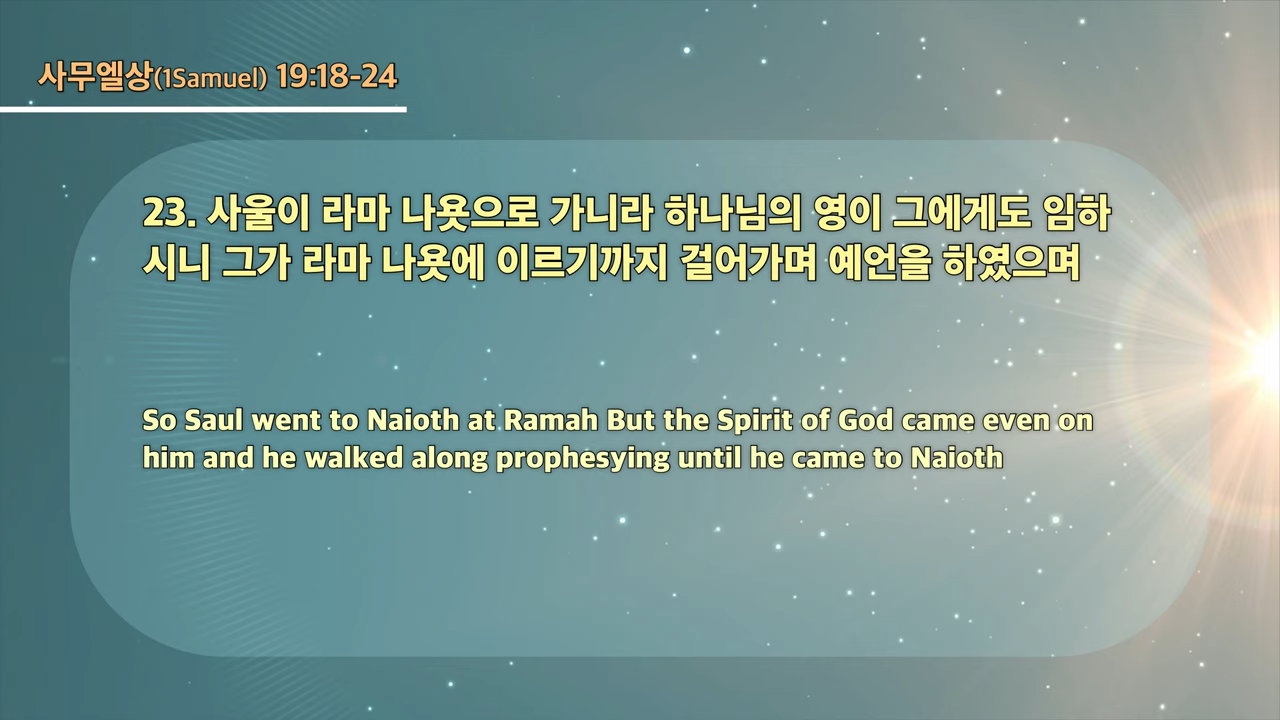 사무엘상(1Samuel) 19:18-24
23. 사울이 라마 나욧으로 가니라 하나님의 영이 그에게도 임하
시니 그가 라마 나욧에 이르기까지 걸어가며 예언을 하였으며
So Saul went to Naioth at Ramah But the Spirit of God came even on
him and he walked along prophesying until he came to Naioth